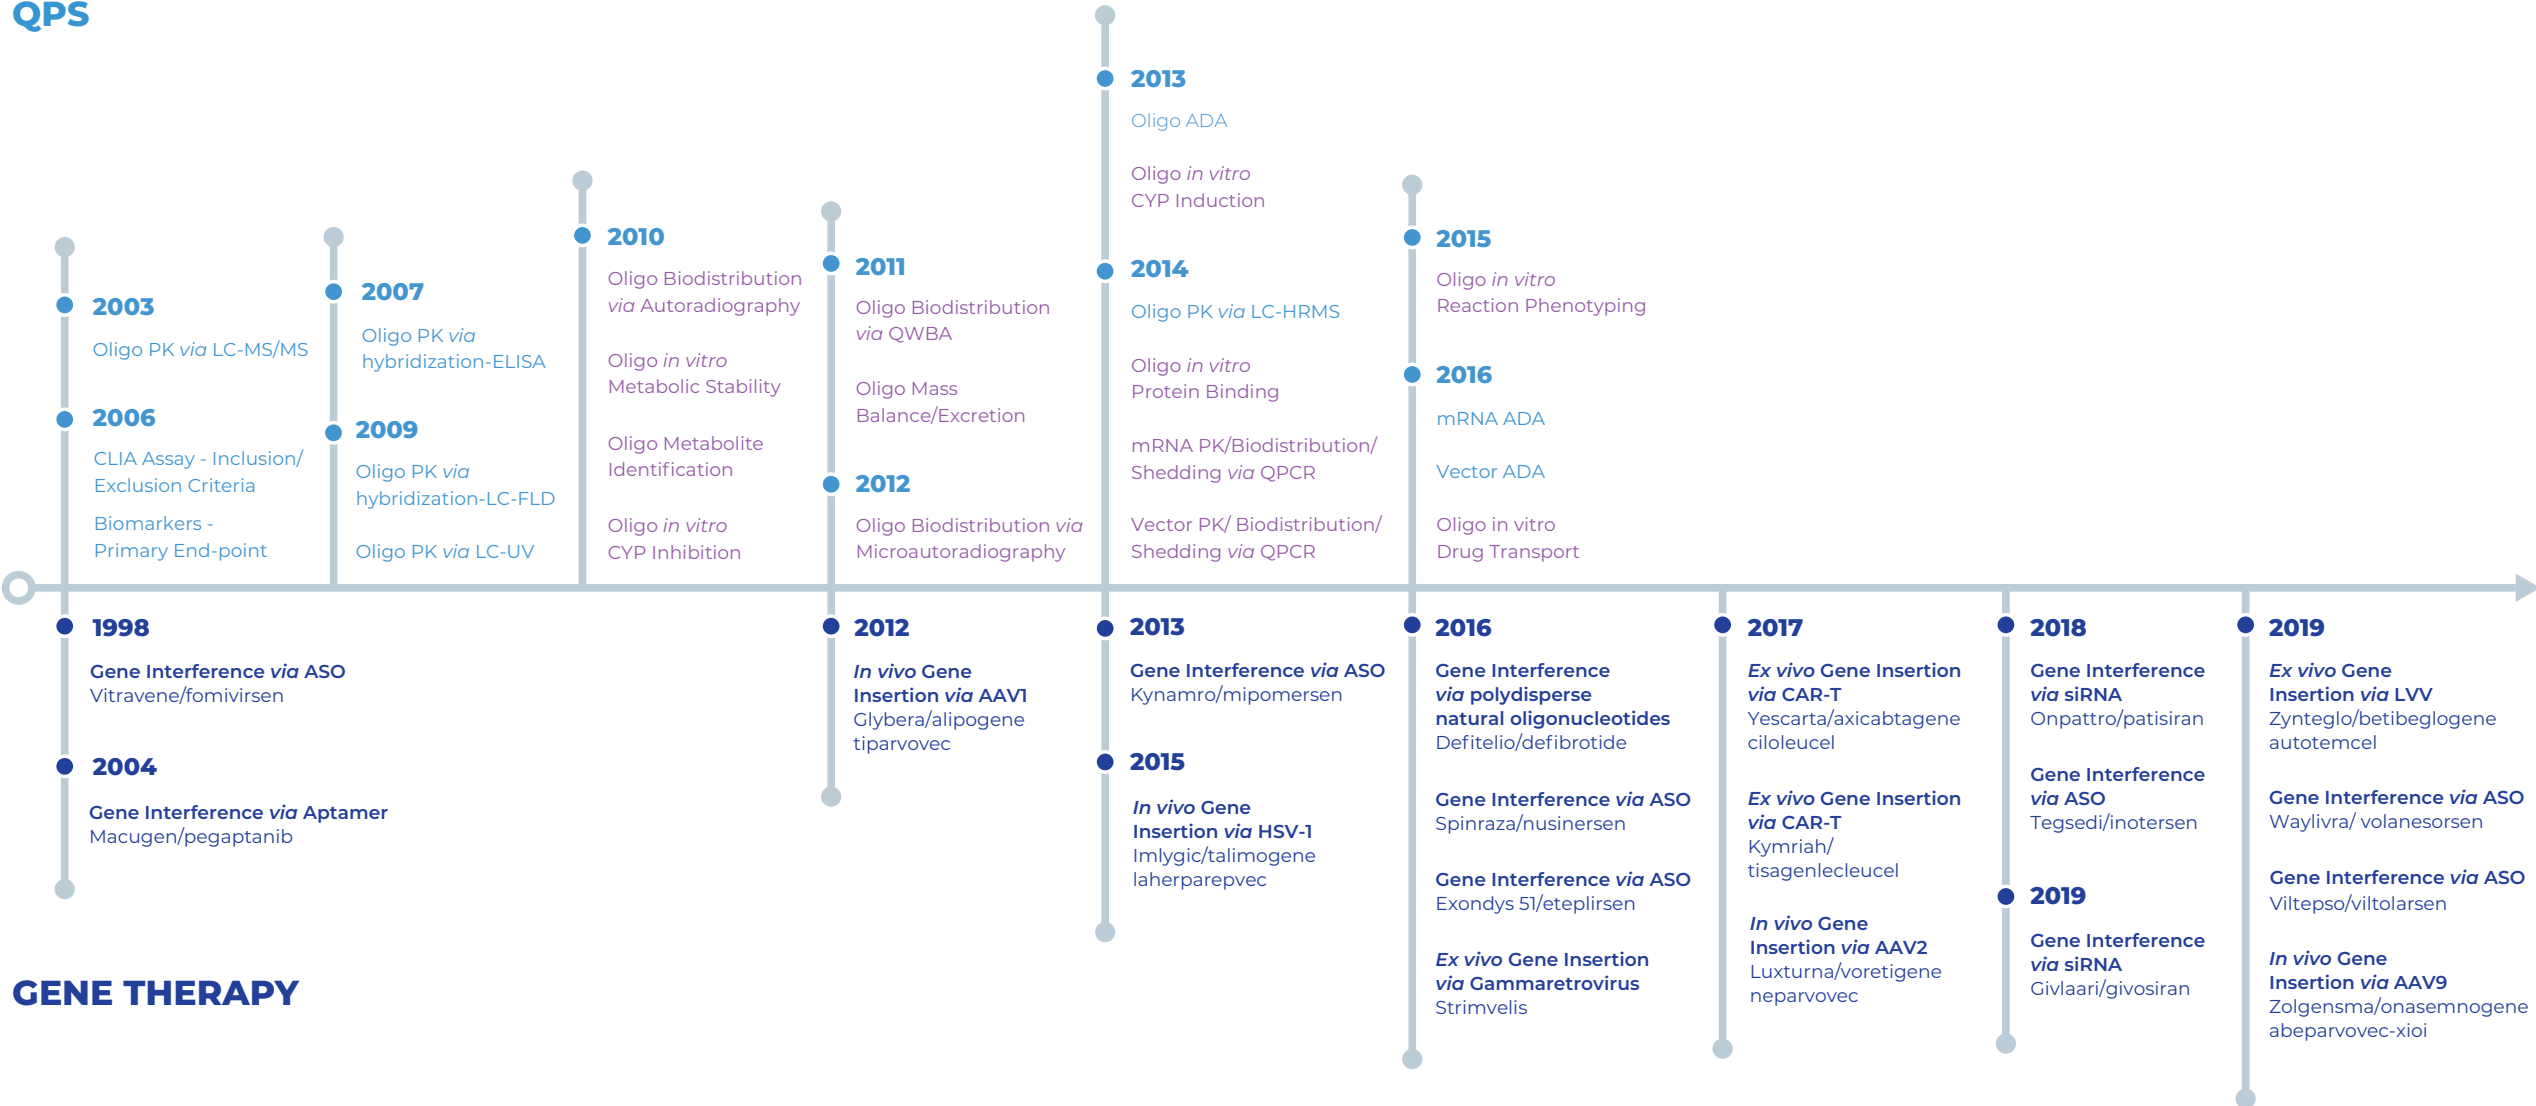 QPS
2003
Oligo PK via LC-MS/MS
2006
CLIA Assay - Inclusion/
Exclusion Criteria
Biomarkers -
Primary End-point
2007
Oligo PK via
hybridization-ELISA
2009
Oligo PK via
hybridization-LC-FLD
Oligo PK via LC-UV
2010
Oligo Biodistribution
via Autoradiography
Oligo in vitro
Metabolic Stability
Oligo Metabolite
Identification
Oligo in vitro
CYP Inhibition
2011
Oligo Biodistribution
via QWBA
Oligo Mass
Balance/Excretion
2012
Oligo Biodistribution via
Microautoradiography
2013
Oligo ADA
Oligo in vitro
CYP Induction
2014
Oligo PK via LC-HRMS
Oligo in vitro
Protein Binding
mRNA PK/Biodistribution/
Shedding via QPCR
Vector PK/ Biodistribution/
Shedding via QPCR
2015
Oligo in vitro
Reaction Phenotyping
2016
mRNA ADA
Vector ADA
Oligo in vitro
Drug Transport
1998
Gene Interference via ASO
Vitravene/fomivirsen
2004
Gene Interference via Aptamer
Macugen/pegaptanib
2012
In vivo Gene
Insertion via AAV1
Glybera/alipogene
tiparvovec
2013
Gene Interference via ASO
Kynamro/mipomersen
2015
In vivo Gene
Insertion via HSV-1
Imlygic/talimogene
laherparepvec
2016
Gene Interference
via polydisperse
natural oligonucleotides
Defitelio/defibrotide
Gene Interference via ASO
Spinraza/nusinersen
Gene Interference via ASO
Exondys 51/eteplirsen
Ex vivo Gene Insertion
via Gammaretrovirus
Strimvelis
2017
Ex vivo Gene Insertion
via CAR-T
Yescarta/axicabtagene
ciloleucel
Ex vivo Gene Insertion
via CAR-T
Kymriah/
tisagenlecleucel
In vivo Gene
Insertion via AAV2
Luxturna/voretigene
neparvovec
2018
Gene Interference
via siRNA
Onpattro/patisiran
Gene Interference
via ASO
Tegsedi/inotersen
2019
Gene Interference
via siRNA
Givlaari/givosiran
2019
Ex vivo Gene
Insertion via LVV
Zynteglo/betibeglogene
autotemcel
Gene Interference via ASO
Waylivra/ volanesorsen
Gene Interference via ASO
Viltepso/viltolarsen
In vivo Gene
Insertion via AAV9
Zolgensma/onasemnogene
abeparvovec-xioi
GENE THERAPY